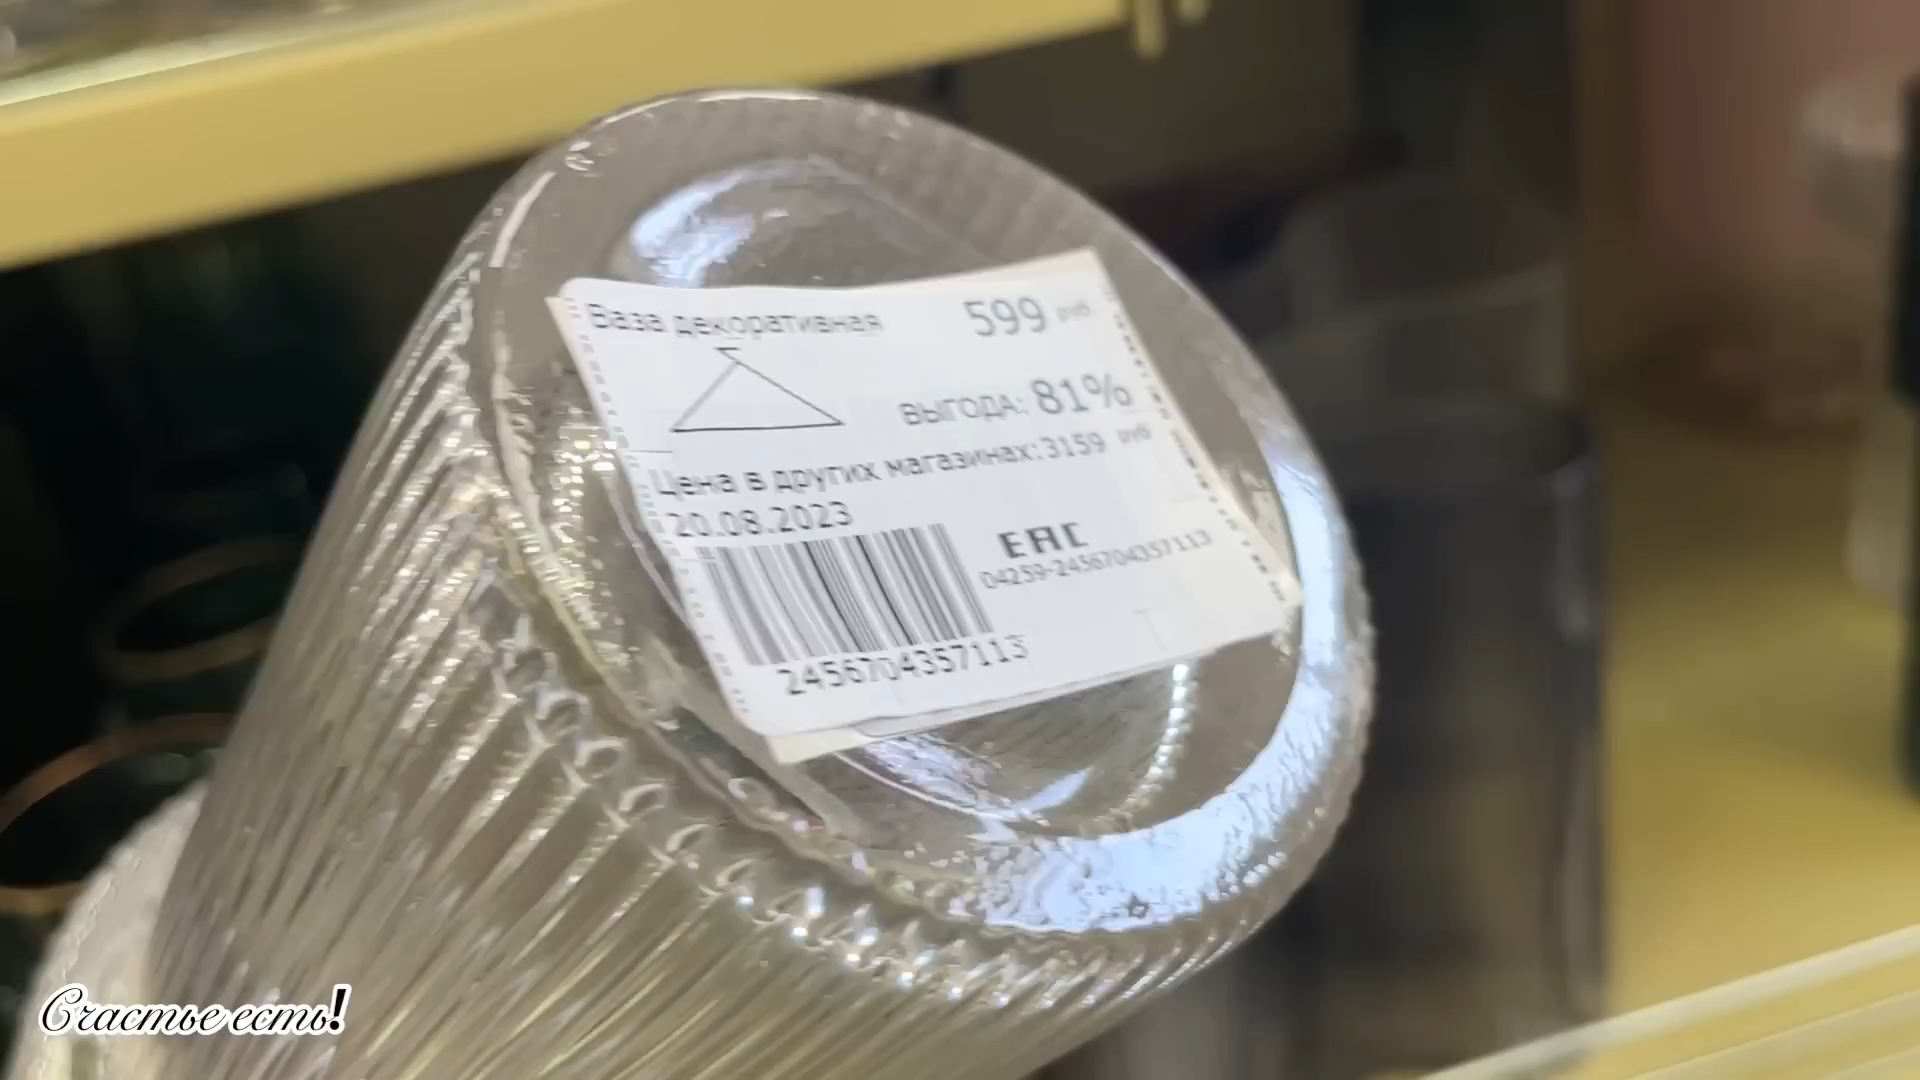 Ваза декоративная
599 руб.
ВЫГОДА: 81%
Цена в других магазинах: 3159 руб
20.08.2023
ЕАС
04259-2456704357113
2456704357113
Счастье есть!